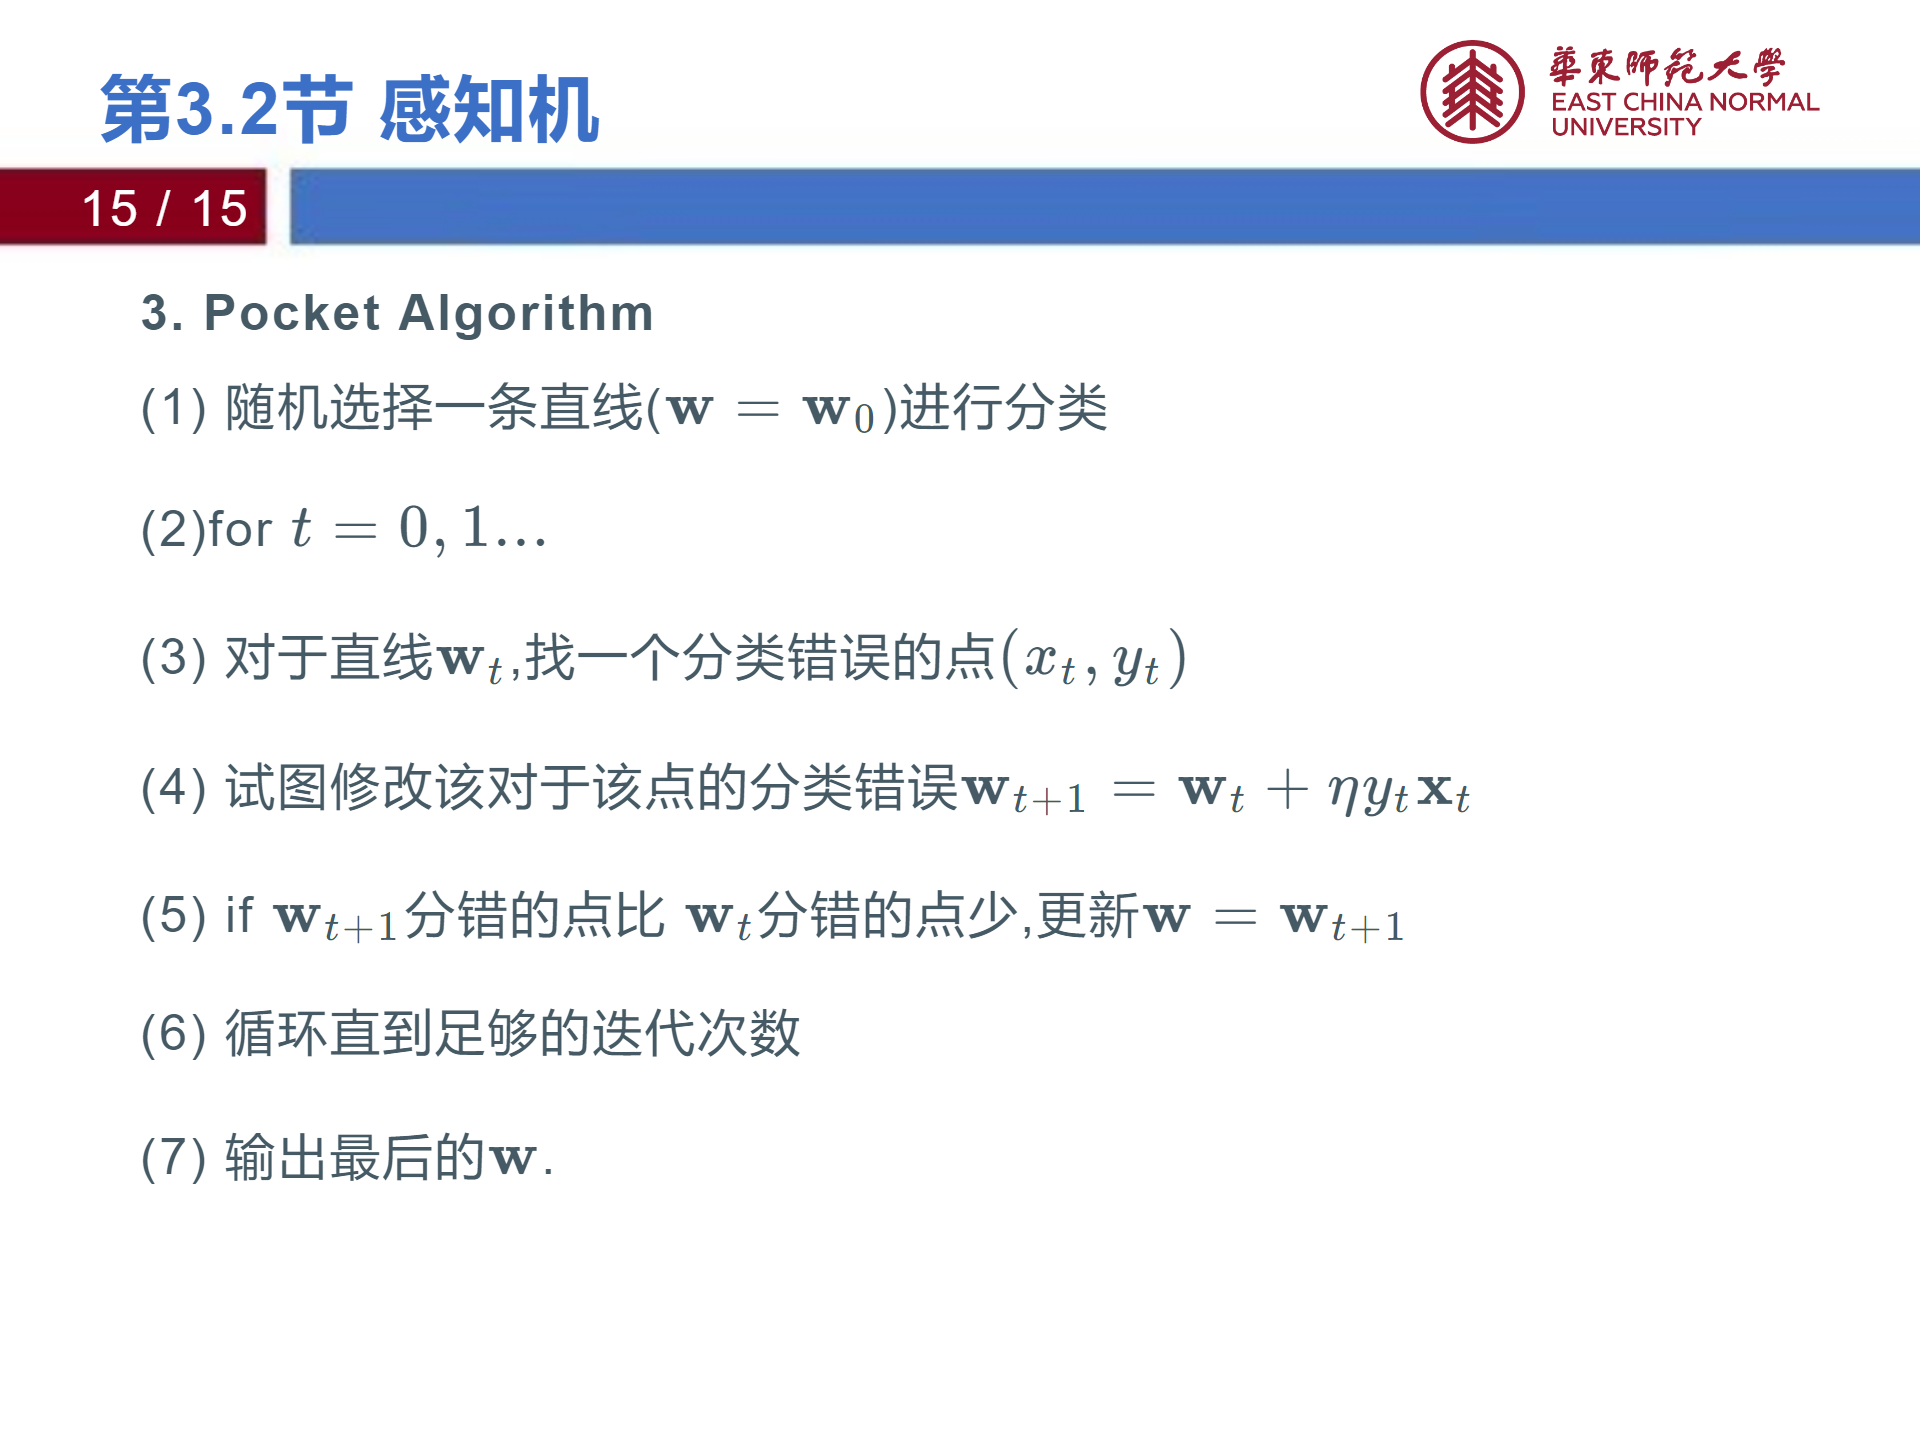 第3.2节 感知机
華東師範大學
EAST CHINA NORMAL
UNIVERSITY
15 / 15
3. Pocket Algorithm
(1) 随机选择一条直线(w = w₀)进行分类
(2)for t = 0, 1...
(3) 对于直线wₜ,找一个分类错误的点(xₜ, yₜ)
(4) 试图修改该对于该点的分类错误wₜ₊₁ = wₜ + ηyₜxₜ
(5) if wₜ₊₁分错的点比 wₜ分错的点少,更新w = wₜ₊₁
(6) 循环直到足够的迭代次数
(7) 输出最后的w.